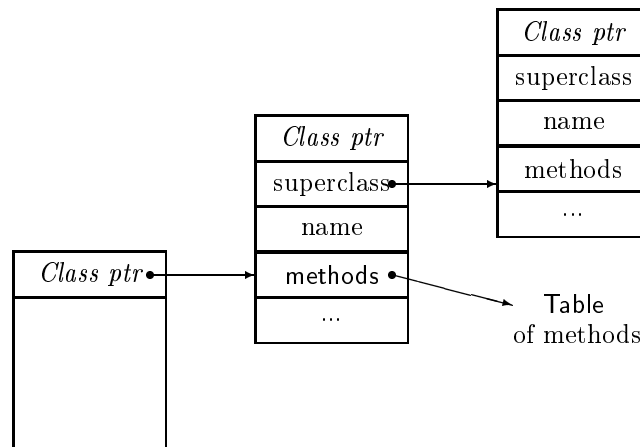 Class ptr
superclass
name
methods
...
Class ptr
superclass
name
methods
...
Class ptr
Table
of methods